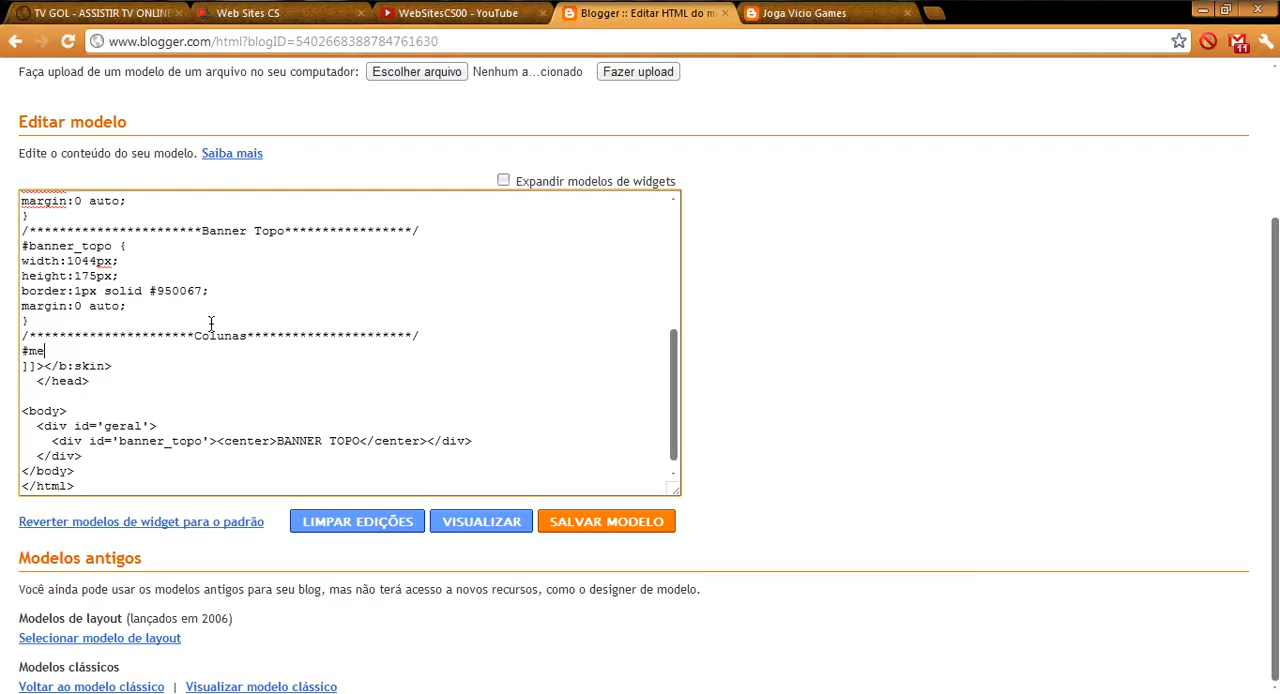 TV GOL - ASSISTIR TV ONLINE
Web Sites CS
WebSitesCS00 - YouTube
Blogger :: Editar HTML do m
Joga Vicio Games
www.blogger.com/html?blogID=5402668388784761630
11
Faça upload de um modelo de um arquivo no seu computador: Escolher arquivo Nenhum a...cionado Fazer upload
Editar modelo
Edite o conteúdo do seu modelo. Saiba mais
Expandir modelos de widgets
margin:0 auto;
}
/***********************Banner Topo*****************/
#banner_topo {
width:1044px;
height:175px;
border:1px solid #950067;
margin:0 auto;
}
/**********************Colunas**********************/
#me
]]></b:skin>
</head>
<body>
<div id='geral'>
<div id='banner_topo'><center>BANNER TOPO</center></div>
</div>
</body>
</html>
Reverter modelos de widget para o padrão LIMPAR EDIÇÕES VISUALIZAR SALVAR MODELO
Modelos antigos
Você ainda pode usar os modelos antigos para seu blog, mas não terá acesso a novos recursos, como o designer de modelo.
Modelos de layout (lançados em 2006)
Selecionar modelo de layout
Modelos clássicos
Voltar ao modelo clássico | Visualizar modelo clássico